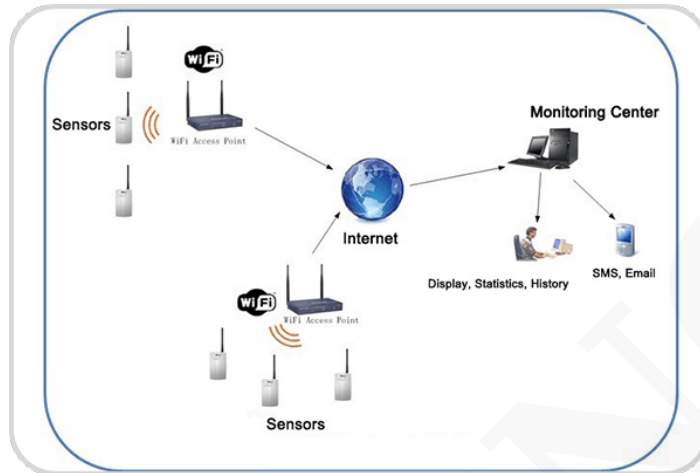 WiFi
Sensors
WiFi Access Point
Monitoring Center
Internet
Display, Statistics, History
SMS, Email
WiFi
WiFi Access Point
Sensors